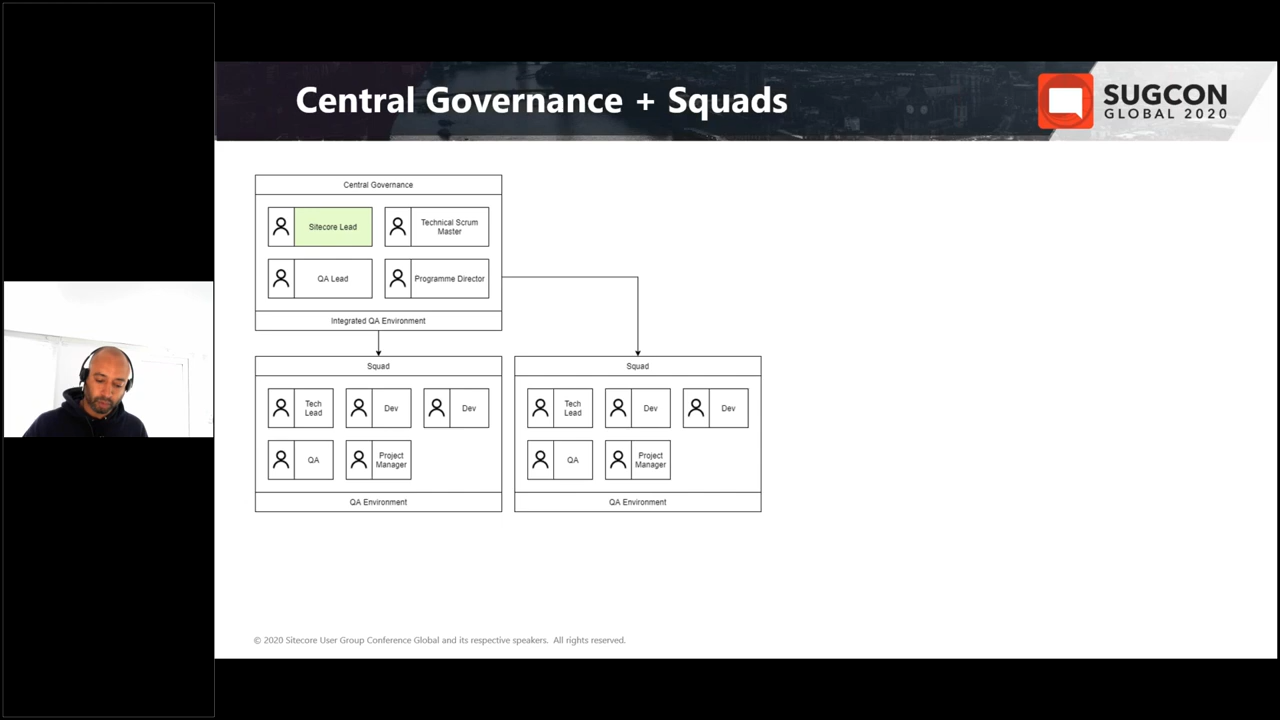 Central Governance + Squads
SUGCON
GLOBAL 2020
Central Governance
Sitecore Lead
Technical Scrum
Master
QA Lead
Programme Director
Integrated QA Environment
Squad
Tech
Lead
Dev
Dev
QA
Project
Manager
QA Environment
Squad
Tech
Lead
Dev
Dev
QA
Project
Manager
QA Environment
© 2020 Sitecore User Group Conference Global and its respective speakers. All rights reserved.